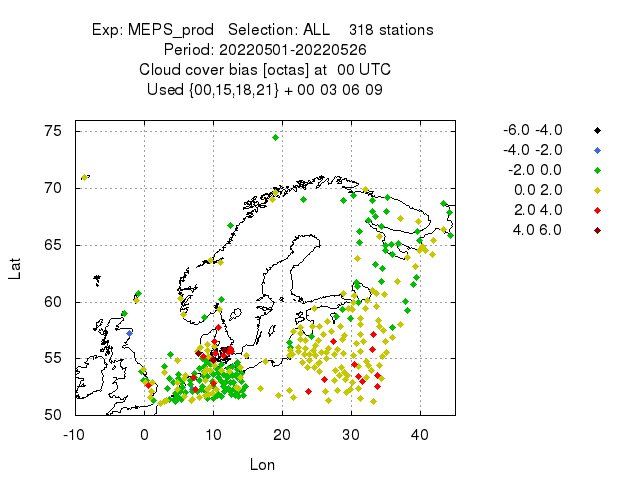 Exp: MEPS_prod   Selection: ALL    318 stations
Period: 20220501-20220526
Cloud cover bias [octas] at  00 UTC
Used {00,15,18,21} + 00 03 06 09
75
70
65
60
55
50
-10 0 10 20 30 40
Lat
Lon
-6.0 -4.0
-4.0 -2.0
-2.0 0.0
0.0 2.0
2.0 4.0
4.0 6.0